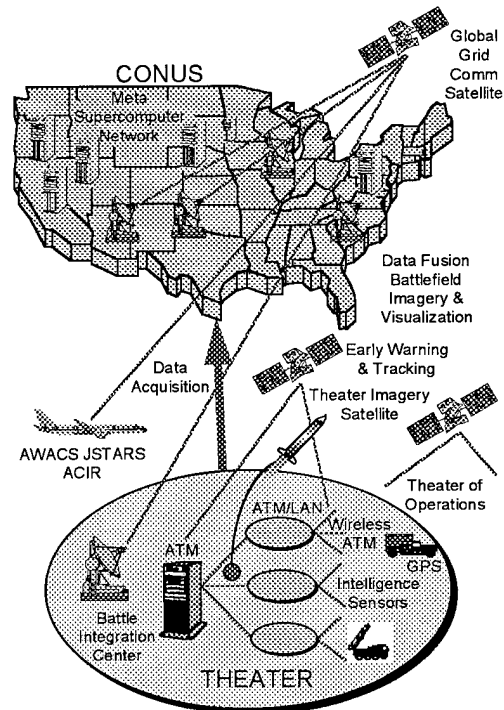 CONUS
Meta
Supercomputer
Network
Global
Grid
Comm
Satellite
Data Fusion
Battlefield
Imagery &
Visualization
Data
Acquisition
Early Warning
& Tracking
Theater Imagery
Satellite
AWACS JSTARS
ACIR
Theater of
Operations
ATM/LAN
ATM
Wireless
ATM
GPS
Intelligence
Sensors
Battle
Integration
Center
THEATER